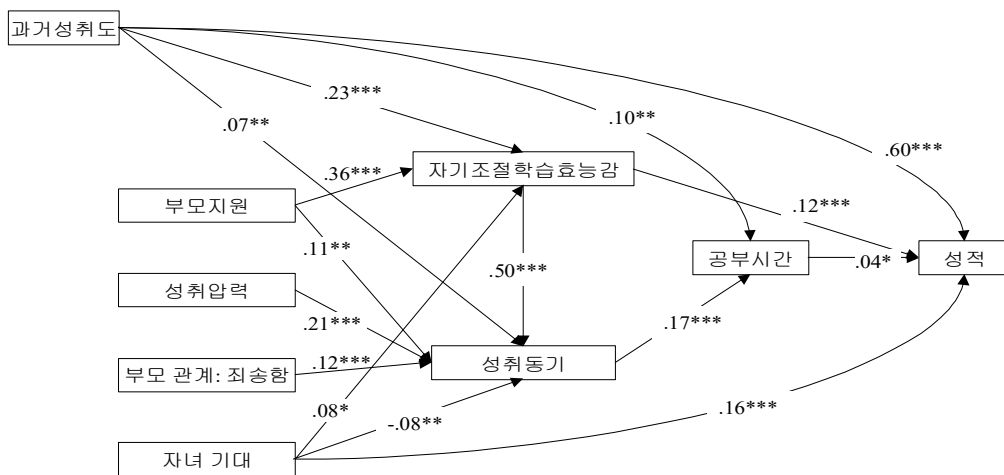 과거성취도
.23***
.07**
.10**
.60***
자기조절학습효능감
.36***
부모지원
.12***
.11**
공부시간
.04*
성적
.50***
성취압력
.21***
.17***
성취동기
.12***
부모 관계: 죄송함
.08*
-.08**
.16***
자녀 기대